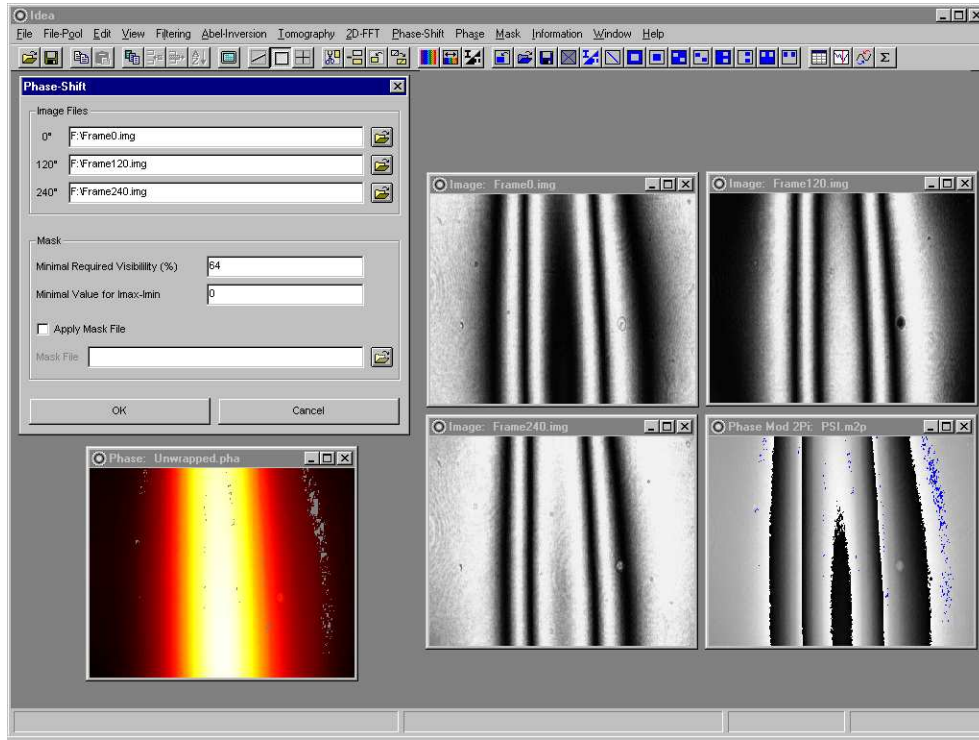 Idea
File File-Pool Edit View Filtering Abel-Inversion Tomography 2D-FFT Phase-Shift Phase Mask Information Window Help
Phase-Shift
Image Files
0° F:\Frame0.img
120° F:\Frame120.img
240° F:\Frame240.img
Mask
Minimal Required Visiblility (%) 64
Minimal Value for Imax-Imin 0
Apply Mask File
Mask File
OK Cancel
Image: Frame0.img
Image: Frame120.img
Image: Frame240.img
Phase Mod 2Pi: PSI.m2p
Phase: Unwrapped.pha